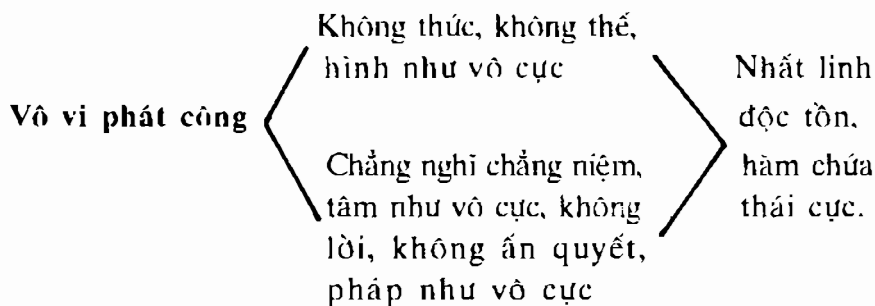 Không thức, không thế,
hình như vô cực
Vô vi phát công
Chẳng nghĩ chẳng niệm,
tâm như vô cực, không
lời, không ấn quyết,
pháp như vô cực
Nhất linh
độc tồn,
hàm chứa
thái cực.